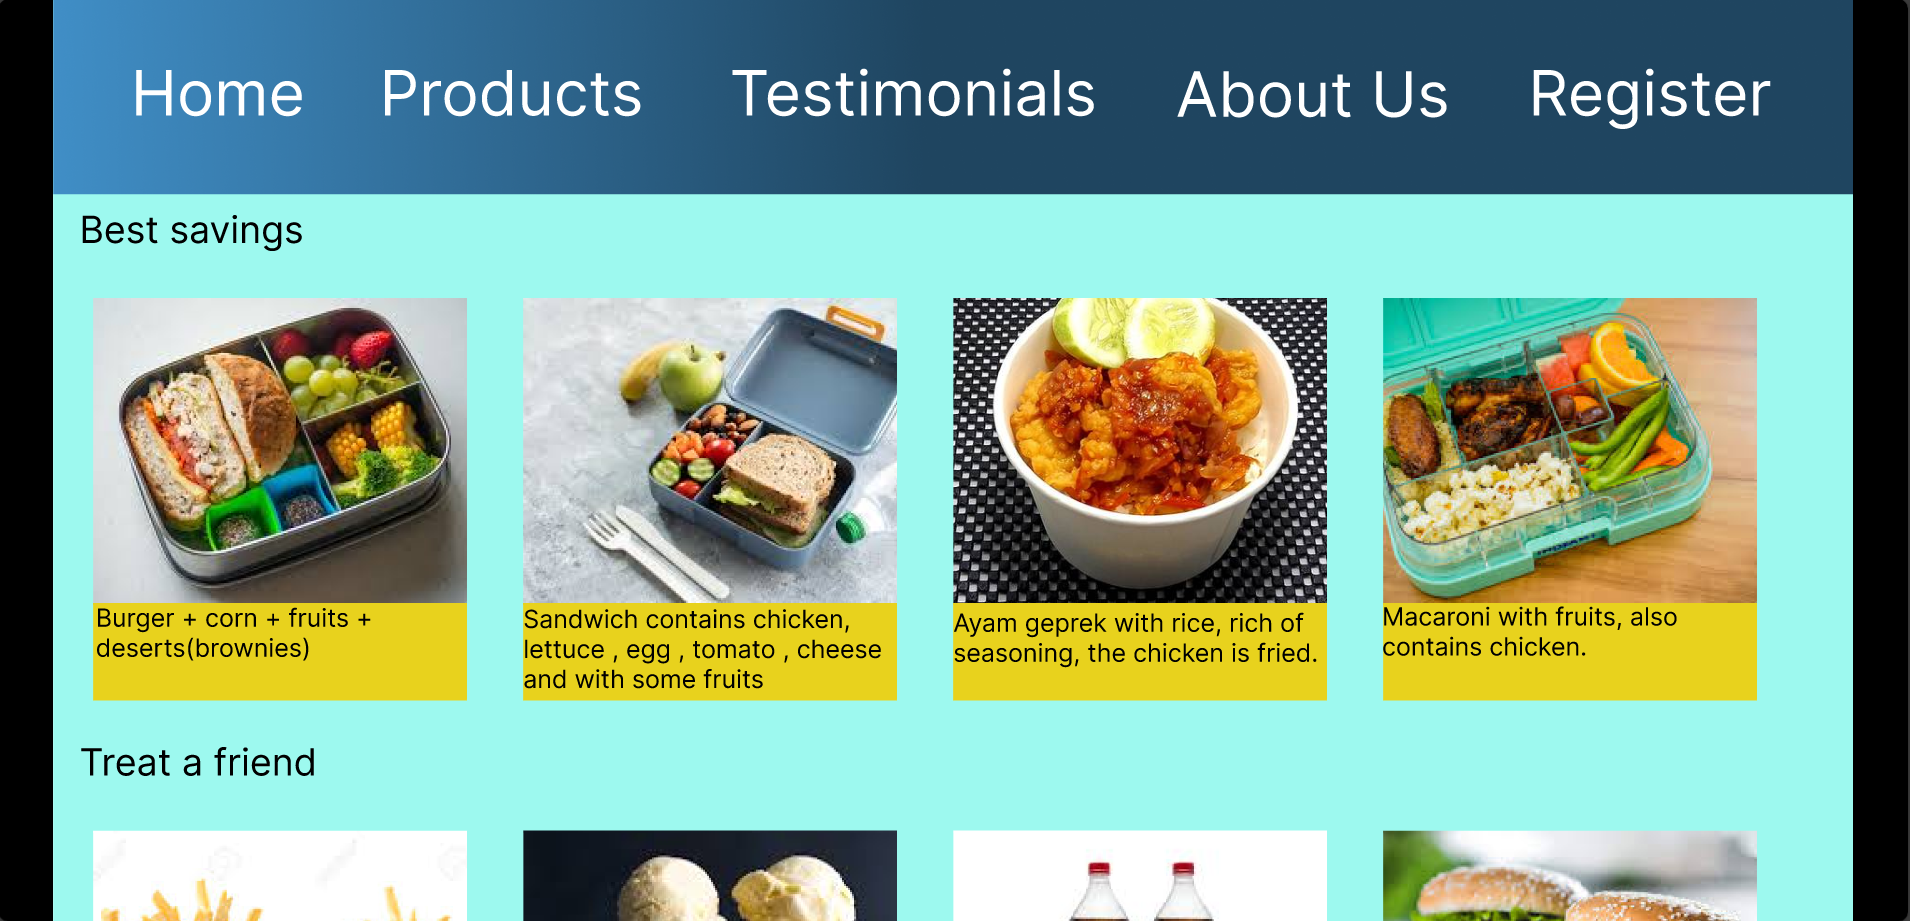 Home Products Testimonials About Us Register
Best savings
Burger + corn + fruits +
deserts(brownies)
Sandwich contains chicken,
lettuce , egg , tomato , cheese
and with some fruits
Ayam geprek with rice, rich of
seasoning, the chicken is fried.
Macaroni with fruits, also
contains chicken.
Treat a friend